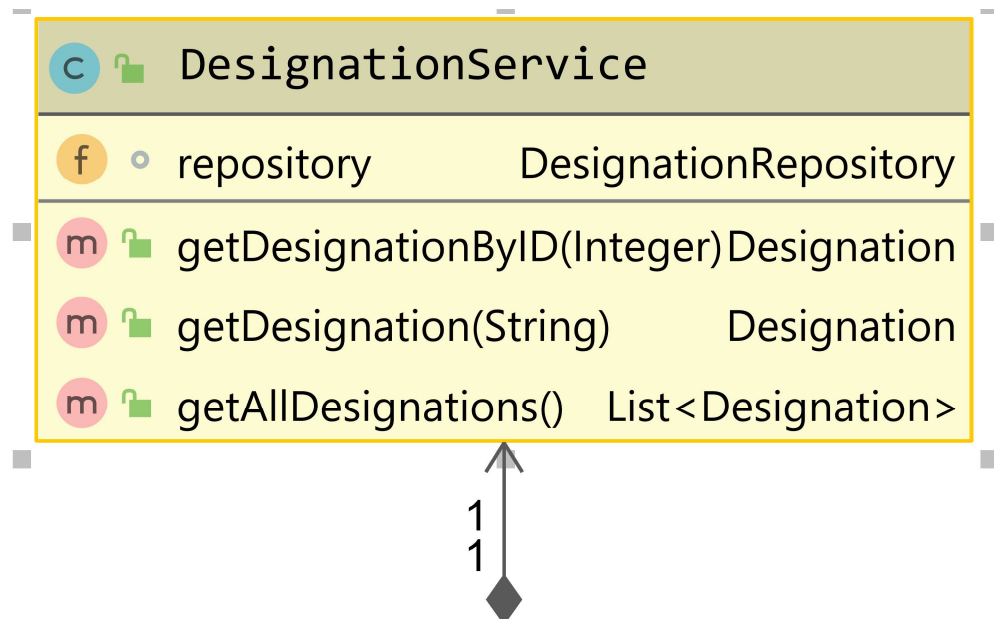 c DesignationService
f repository DesignationRepository
m getDesignationByID(Integer) Designation
m getDesignation(String) Designation
m getAllDesignations() List<Designation>
1
1